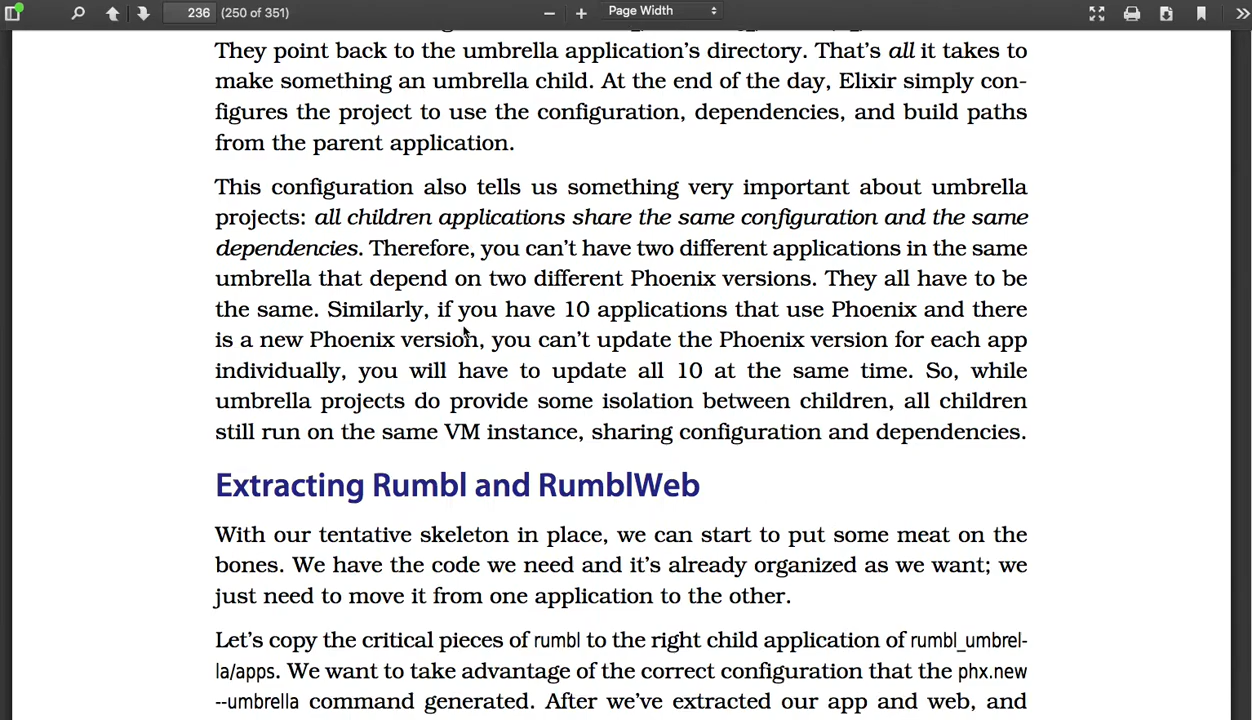 236 (250 of 351) Page Width
They point back to the umbrella application's directory. That's all it takes to
make something an umbrella child. At the end of the day, Elixir simply con-
figures the project to use the configuration, dependencies, and build paths
from the parent application.
This configuration also tells us something very important about umbrella
projects: all children applications share the same configuration and the same
dependencies. Therefore, you can't have two different applications in the same
umbrella that depend on two different Phoenix versions. They all have to be
the same. Similarly, if you have 10 applications that use Phoenix and there
is a new Phoenix version, you can't update the Phoenix version for each app
individually, you will have to update all 10 at the same time. So, while
umbrella projects do provide some isolation between children, all children
still run on the same VM instance, sharing configuration and dependencies.
Extracting Rumbl and RumblWeb
With our tentative skeleton in place, we can start to put some meat on the
bones. We have the code we need and it's already organized as we want; we
just need to move it from one application to the other.
Let's copy the critical pieces of rumbl to the right child application of rumbl_umbrel-
la/apps. We want to take advantage of the correct configuration that the phx.new
--umbrella command generated. After we've extracted our app and web, and